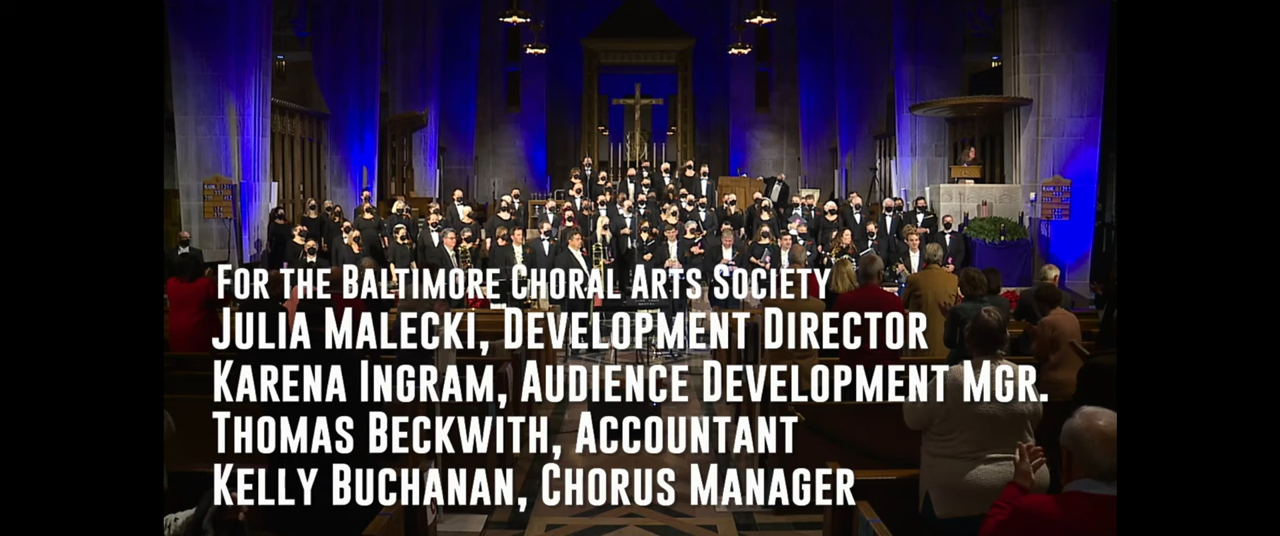 For the Baltimore Choral Arts Society
Julia Malecki, Development Director
Karena Ingram, Audience Development Mgr.
Thomas Beckwith, Accountant
Kelly Buchanan, Chorus Manager